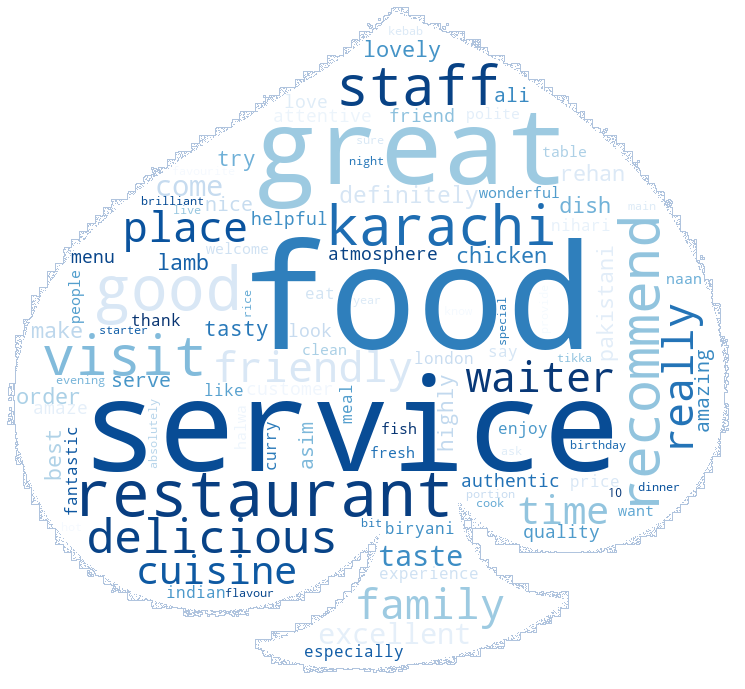 kebab
lovely
staff
ali
love
attentive
friend
polite
great
sure
night
table
try
rehan
come
definitely
wonderful
brilliant
live
nice
helpful
dish
main
place
karachi
nihari
menu
lamb
welcome
atmosphere
chicken
recommend
pakistani
people
good
food
eat
year
rice
special
naan
thank
starter
tasty
look
make
visit
clean
london
say
tikka
really
amazing
friendly
waiter
evening
serve
like
customer
order
meal
highly
price
amaze
absolutely
halwa
service
fish
enjoy
birthday
best
fantastic
curry
asim
fresh
ask
restaurant
authentic
portion
cook
10
dinner
time
want
delicious
bit
biryani
quality
cuisine
taste
experience
indian
flavour
family
excellent
especially